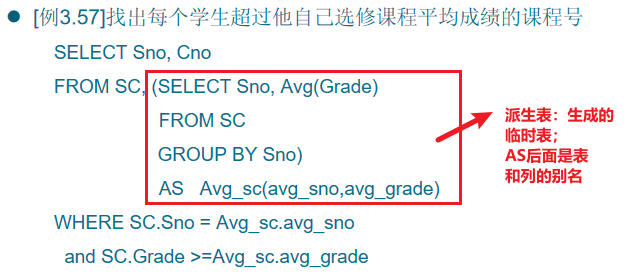 ● [例3.57]找出每个学生超过他自己选修课程平均成绩的课程号
SELECT Sno, Cno
FROM SC, (SELECT Sno, Avg(Grade)
FROM SC
GROUP BY Sno)
AS Avg_sc(avg_sno,avg_grade)
WHERE SC.Sno = Avg_sc.avg_sno
and SC.Grade >=Avg_sc.avg_grade
派生表：生成的
临时表；
AS后面是表
和列的别名